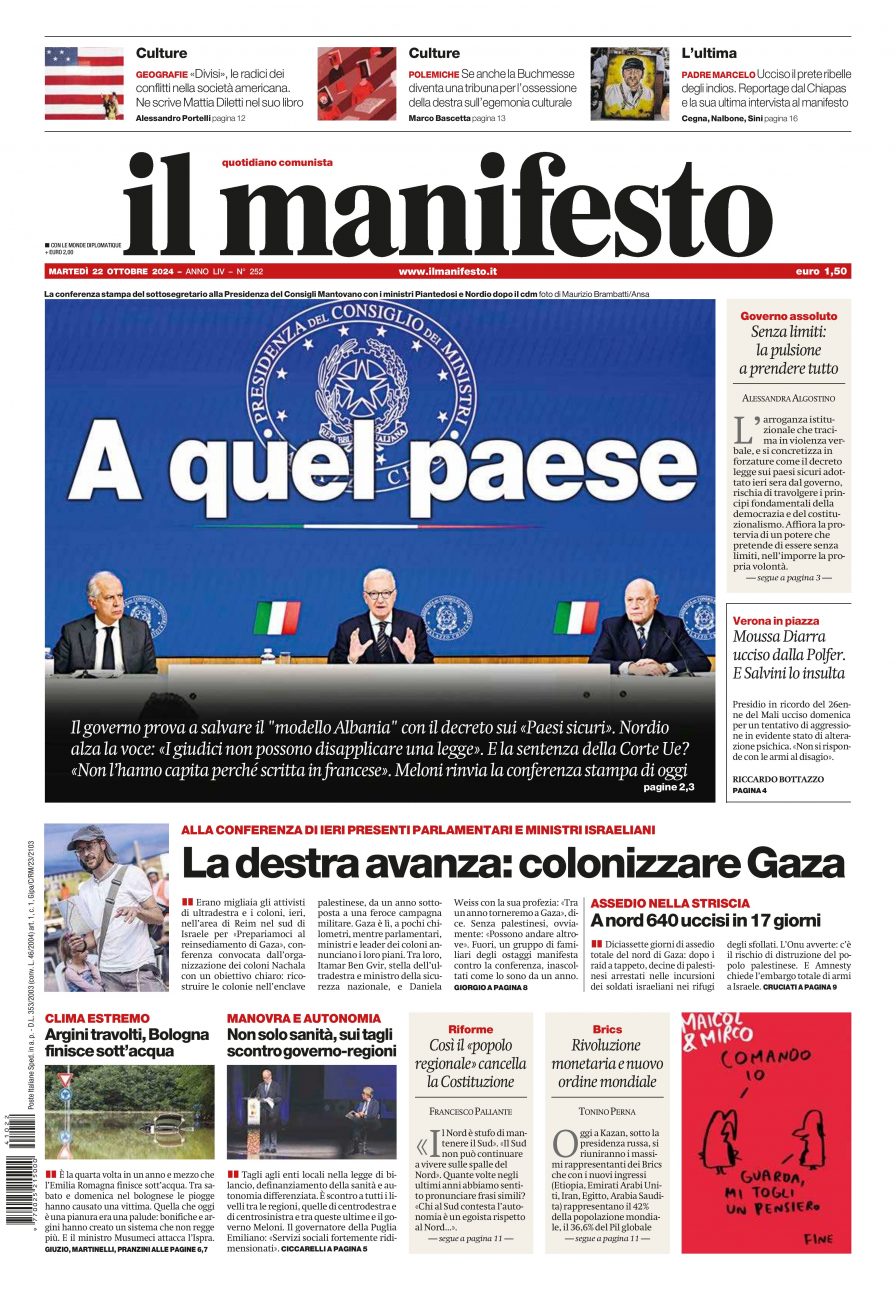 Culture
GEOGRAFIE «Divisi», le radici dei
conflitti nella società americana.
Ne scrive Mattia Diletti nel suo libro
Alessandro Portelli pagina 12
Culture
POLEMICHE Se anche la Buchmesse
diventa una tribuna per l'ossessione
della destra sull'egemonia culturale
Marco Bascetta pagina 13
L'ultima
PADRE MARCELO Ucciso il prete ribelle
degli indios. Reportage dal Chiapas
e la sua ultima intervista al manifesto
Cegna, Nalbone, Sini pagina 16
quotidiano comunista
il manifesto
■ CON LE MONDE DIPLOMATIQUE
+ EURO 2,00
MARTEDÌ 22 OTTOBRE 2024 – ANNO LIV – N° 252
www.ilmanifesto.it
euro 1,50
La conferenza stampa del sottosegretario alla Presidenza del Consigli Mantovano con i ministri Piantedosi e Nordio dopo il cdm foto di Maurizio Brambatti/Ansa
PRESIDENZA DEL CONSIGLIO DEI MINISTRI
A quel paese
Il governo prova a salvare il "modello Albania" con il decreto sui «Paesi sicuri». Nordio
alza la voce: «I giudici non possono disapplicare una legge». E la sentenza della Corte Ue?
«Non l'hanno capita perché scritta in francese». Meloni rinvia la conferenza stampa di oggi
pagine 2,3
Governo assoluto
Senza limiti:
la pulsione
a prendere tutto
ALESSANDRA ALGOSTINO
L'arroganza istitu-
zionale che traci-
ma in violenza ver-
bale, e si concretizza in
forzature come il decreto
legge sui paesi sicuri adot-
tato ieri sera dal governo,
rischia di travolgere i prin-
cipi fondamentali della
democrazia e del costitu-
zionalismo. Affiora la pro-
tervia di un potere che
pretende di essere senza
limiti, nell'imporre la pro-
pria volontà.
— segue a pagina 3 —
Verona in piazza
Moussa Diarra
ucciso dalla Polfer.
E Salvini lo insulta
Presidio in ricordo del 26en-
ne del Mali ucciso domenica
per un tentativo di aggressio-
ne in evidente stato di altera-
zione psichica. «Non si rispon-
de con le armi al disagio».
RICCARDO BOTTAZZO
PAGINA 4
ALLA CONFERENZA DI IERI PRESENTI PARLAMENTARI E MINISTRI ISRAELIANI
La destra avanza: colonizzare Gaza
Erano migliaia gli attivisti
di ultradestra e i coloni, ieri,
nell'area di Reim nel sud di
Israele per «Prepariamoci al
reinsediamento di Gaza», con-
ferenza convocata dall'orga-
nizzazione dei coloni Nachala
con un obiettivo chiaro: rico-
struire le colonie nell'enclave
palestinese, da un anno sotto-
posta a una feroce campagna
militare. Gaza è lì, a pochi chi-
lometri, mentre parlamentari,
ministri e leader dei coloni an-
nunciano i loro piani. Tra loro,
Itamar Ben Gvir, stella dell'ul-
tradestra e ministro della sicu-
rezza nazionale, e Daniela
Weiss con la sua profezia: «Tra
un anno torneremo a Gaza», di-
ce. Senza palestinesi, ovvia-
mente: «Possono andare altro-
ve». Fuori, un gruppo di fami-
liari degli ostaggi manifesta
contro la conferenza, inascol-
tati come lo sono da un anno.
GIORGIO A PAGINA 8
ASSEDIO NELLA STRISCIA
A nord 640 uccisi in 17 giorni
Diciassette giorni di assedio
totale del nord di Gaza: dopo i
raid a tappeto, decine di palesti-
nesi arrestati nelle incursioni
dei soldati israeliani nei rifugi
degli sfollati. L'Onu avverte: c'è
il rischio di distruzione del po-
polo palestinese. E Amnesty
chiede l'embargo totale di armi
a Israele. CRUCIATI A PAGINA 9
CLIMA ESTREMO
Argini travolti, Bologna
finisce sott'acqua
È la quarta volta in un anno e mezzo che
l'Emilia Romagna finisce sott'acqua. Tra sa-
bato e domenica nel bolognese le piogge
hanno causato una vittima. Quella che oggi
è una pianura era una palude: bonifiche e ar-
gini hanno creato un sistema che non regge
più. E il ministro Musumeci attacca l'Ispra.
GIUZIO, MARTINELLI, PRANZINI ALLE PAGINE 6,7
MANOVRA E AUTONOMIA
Non solo sanità, sui tagli
scontro governo-regioni
Tagli agli enti locali nella legge di bi-
lancio, definanziamento della sanità e au-
tonomia differenziata. È scontro a tutti i li-
velli tra le regioni, quelle di centrodestra e
di centrosinistra e tra queste ultime e il go-
verno Meloni. Il governatore della Puglia
Emiliano: «Servizi sociali fortemente ridi-
mensionati». CICCARELLI A PAGINA 5
Riforme
Così il «popolo
regionale» cancella
la Costituzione
FRANCESCO PALLANTE
«Il Nord è stufo di man-
tenere il Sud». «Il Sud
non può continuare
a vivere sulle spalle del
Nord». Quante volte negli
ultimi anni abbiamo senti-
to pronunciare frasi simili?
«Chi al Sud contesta l'auto-
nomia è un egoista rispetto
al Nord...».
— segue a pagina 11 —
Brics
Rivoluzione
monetaria e nuovo
ordine mondiale
TONINO PERNA
Oggi a Kazan, sotto la
presidenza russa, si
riuniranno i massi-
mi rappresentanti dei Brics
che con i nuovi ingressi
(Etiopia, Emirati Arabi Uni-
ti, Iran, Egitto, Arabia Saudi-
ta) rappresentano il 42%
della popolazione mondia-
le, il 36,6% del Pil globale
— segue a pagina 11 —
MAICOL
& MIRCO
COMANDO
IO
GUARDA,
MI TOGLI
UN PENSIERO
FINE
Poste Italiane Sped. in a. p. - D.L. 353/2003 (conv. L. 46/2004) art. 1, c. 1, Gipa/C/RM/23/2103
41022
9 770025 215000